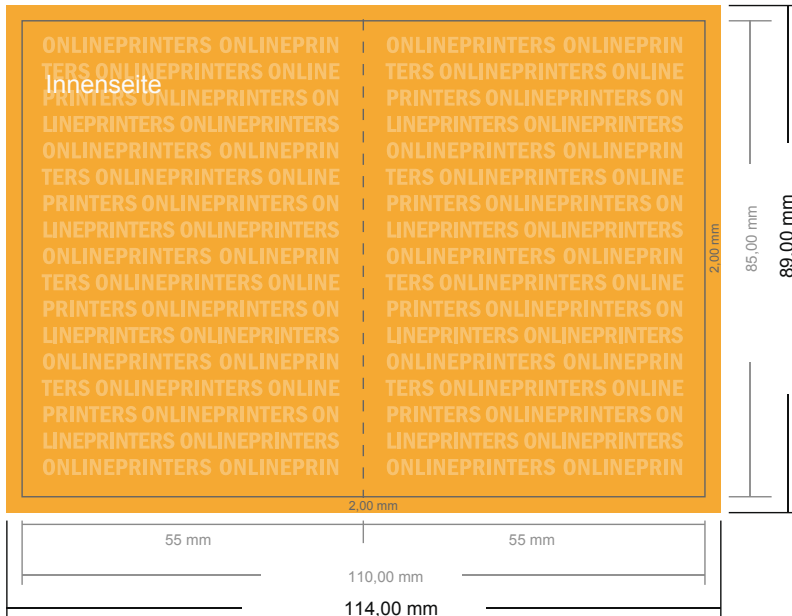 ONLINEPRINTERS ONLINEPRIN
TERS ONLINEPRINTERS ONLINE
Innenseite
PRINTERS ONLINEPRINTERS ON
LINEPRINTERS ONLINEPRINTERS
ONLINEPRINTERS ONLINEPRIN
TERS ONLINEPRINTERS ONLINE
PRINTERS ONLINEPRINTERS ON
LINEPRINTERS ONLINEPRINTERS
ONLINEPRINTERS ONLINEPRIN
TERS ONLINEPRINTERS ONLINE
PRINTERS ONLINEPRINTERS ON
LINEPRINTERS ONLINEPRINTERS
ONLINEPRINTERS ONLINEPRIN
TERS ONLINEPRINTERS ONLINE
PRINTERS ONLINEPRINTERS ON
LINEPRINTERS ONLINEPRINTERS
ONLINEPRINTERS ONLINEPRIN
ONLINEPRINTERS ONLINEPRIN
TERS ONLINEPRINTERS ONLINE
PRINTERS ONLINEPRINTERS ON
LINEPRINTERS ONLINEPRINTERS
ONLINEPRINTERS ONLINEPRIN
TERS ONLINEPRINTERS ONLINE
PRINTERS ONLINEPRINTERS ON
LINEPRINTERS ONLINEPRINTERS
ONLINEPRINTERS ONLINEPRIN
TERS ONLINEPRINTERS ONLINE
PRINTERS ONLINEPRINTERS ON
LINEPRINTERS ONLINEPRINTERS
ONLINEPRINTERS ONLINEPRIN
TERS ONLINEPRINTERS ONLINE
PRINTERS ONLINEPRINTERS ON
LINEPRINTERS ONLINEPRINTERS
ONLINEPRINTERS ONLINEPRIN
2,00 mm
85,00 mm
89,00 mm
2,00 mm
55 mm
55 mm
110,00 mm
114,00 mm